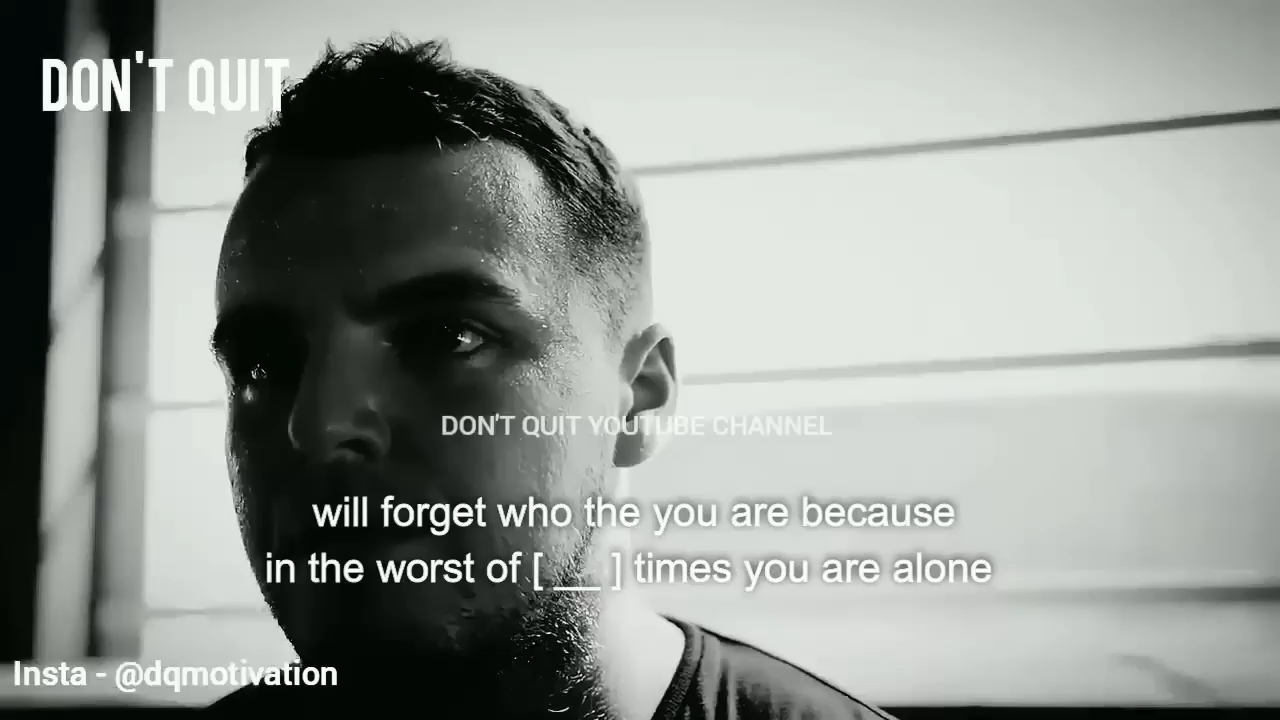 DON'T QUIT
DON'T QUIT YOUTUBE CHANNEL
will forget who the you are because
in the worst of [ __ ] times you are alone
Insta - @dqmotivation